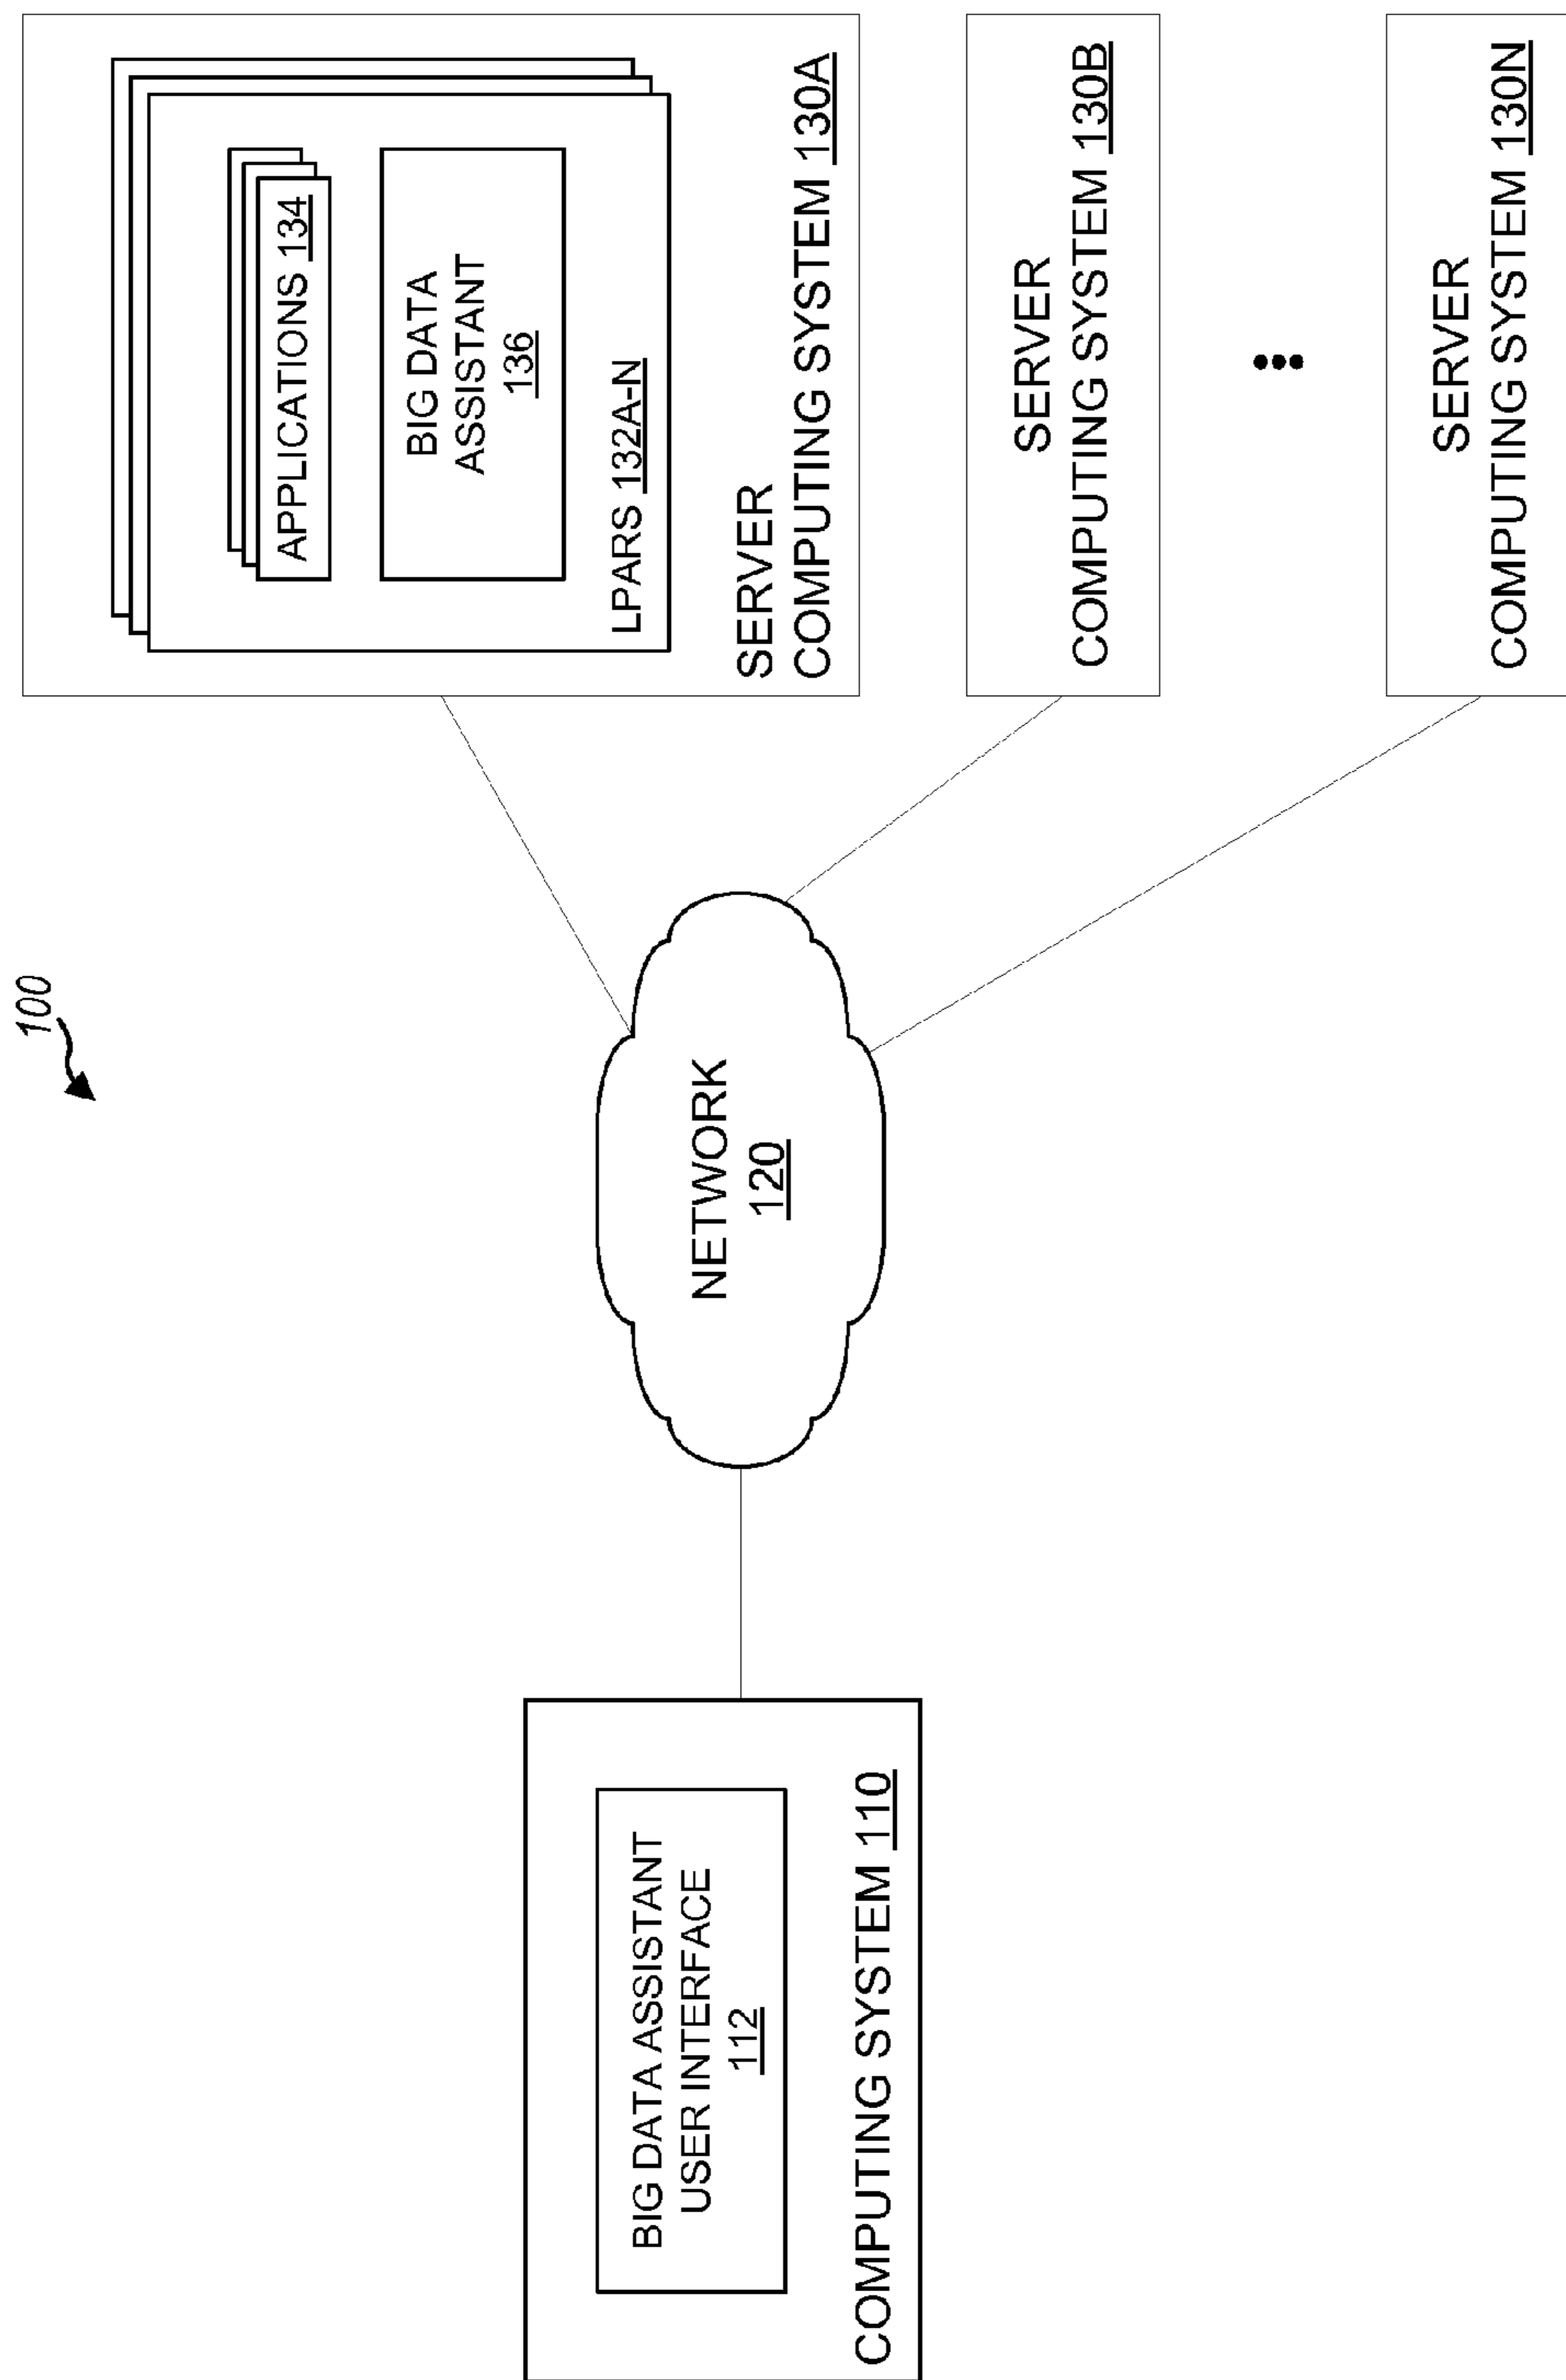 100
BIG DATA ASSISTANT
USER INTERFACE
112
COMPUTING SYSTEM 110
NETWORK
120
APPLICATIONS 134
BIG DATA
ASSISTANT
136
LPARS 132A-N
SERVER
COMPUTING SYSTEM 130A
SERVER
COMPUTING SYSTEM 130B
SERVER
COMPUTING SYSTEM 130N